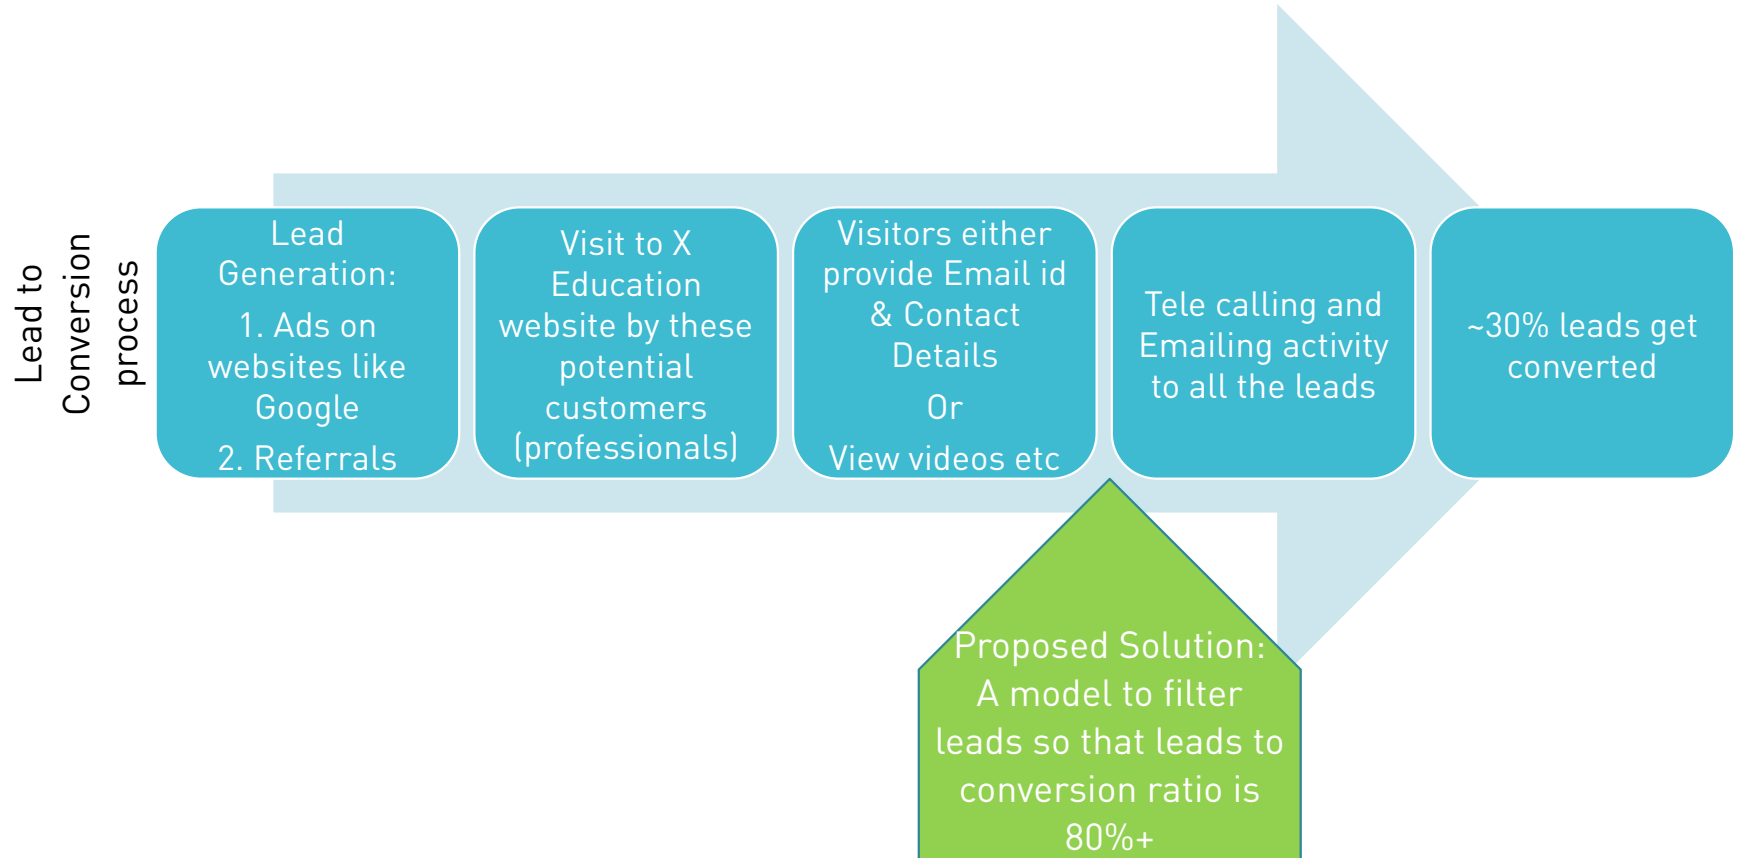 Lead to
Conversion
process
Lead
Generation:
1. Ads on
websites like
Google
2. Referrals
Visit to X
Education
website by these
potential
customers
(professionals)
Visitors either
provide Email id
& Contact
Details
Or
View videos etc
Tele calling and
Emailing activity
to all the leads
~30% leads get
converted
Proposed Solution:
A model to filter
leads so that leads to
conversion ratio is
80%+